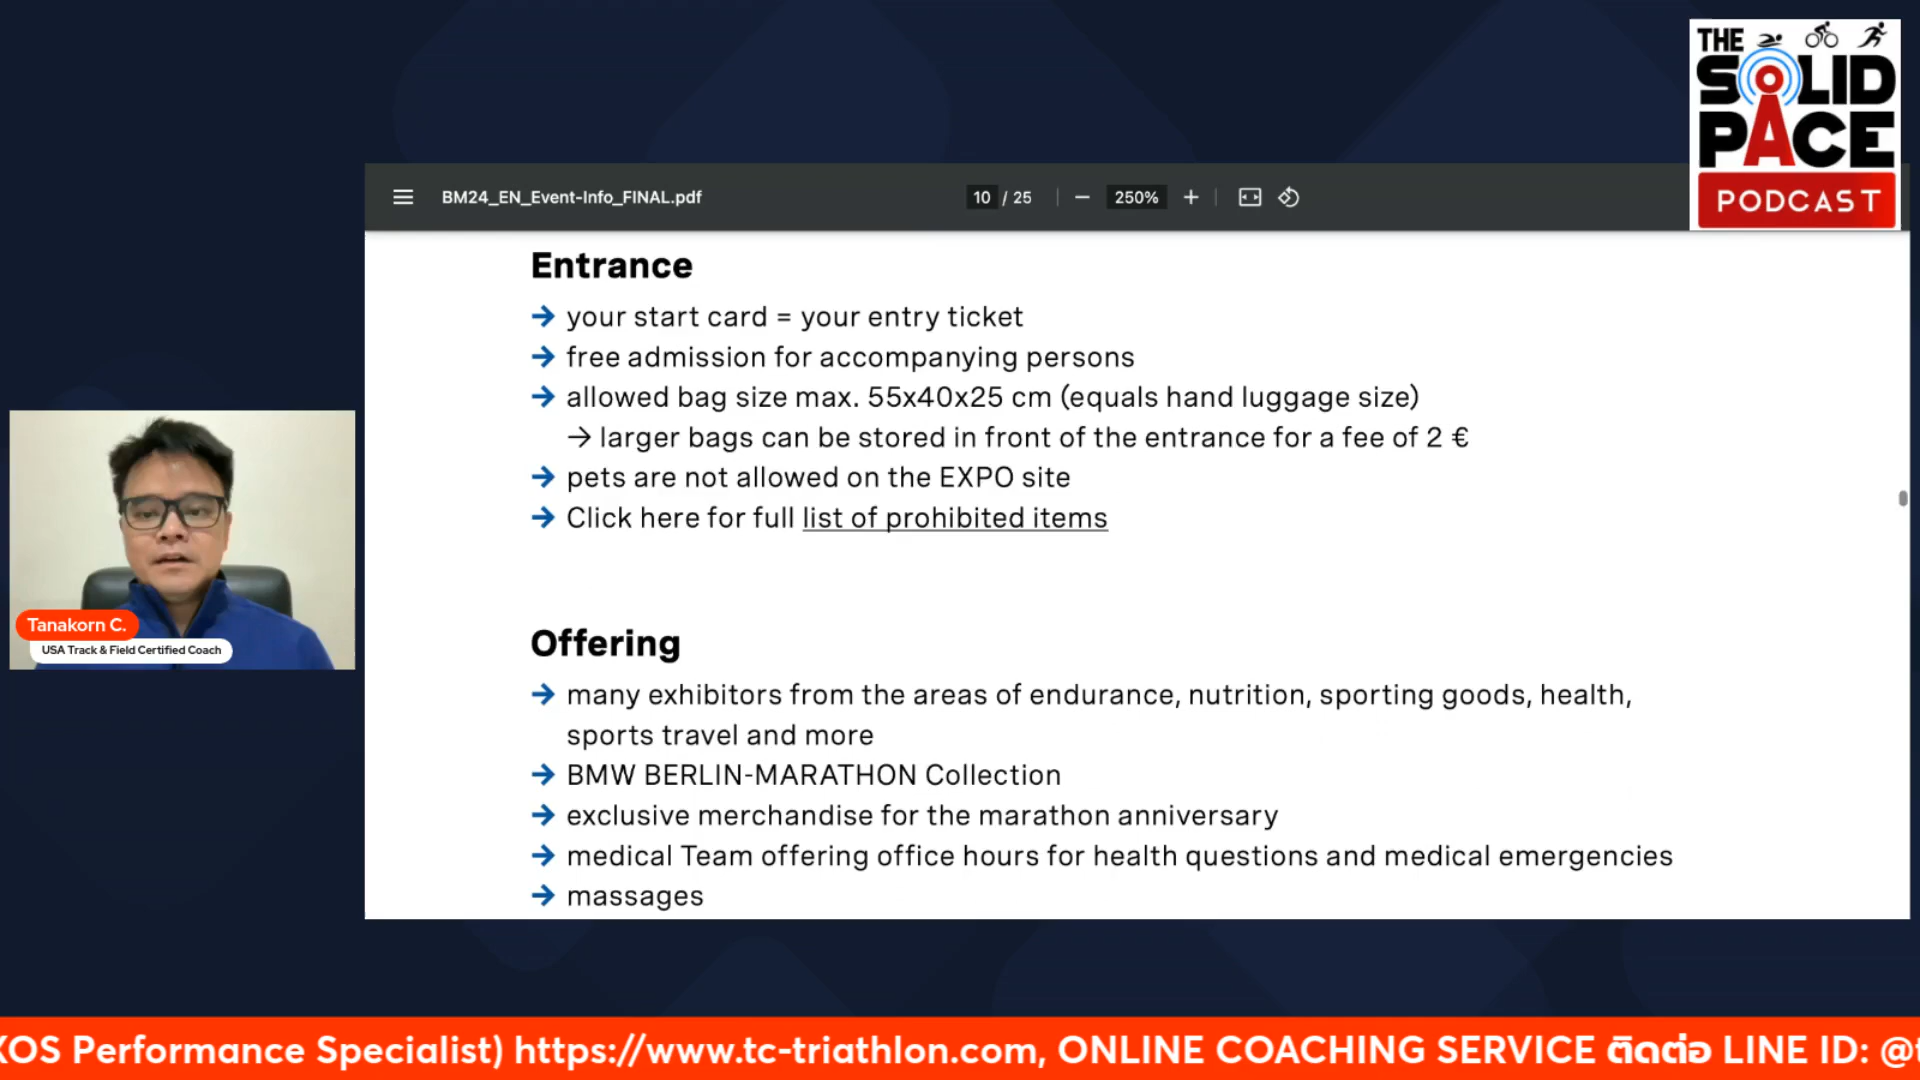 THE
SOLID
PACE
PODCAST
BM24_EN_Event-Info_FINAL.pdf
10 / 25
250%
Entrance
→ your start card = your entry ticket
→ free admission for accompanying persons
→ allowed bag size max. 55x40x25 cm (equals hand luggage size)
→ larger bags can be stored in front of the entrance for a fee of 2 €
→ pets are not allowed on the EXPO site
→ Click here for full list of prohibited items
Offering
→ many exhibitors from the areas of endurance, nutrition, sporting goods, health,
sports travel and more
→ BMW BERLIN-MARATHON Collection
→ exclusive merchandise for the marathon anniversary
→ medical Team offering office hours for health questions and medical emergencies
→ massages
Tanakorn C.
USA Track & Field Certified Coach
XOS Performance Specialist) https://www.tc-triathlon.com, ONLINE COACHING SERVICE ติดต่อ LINE ID: @t